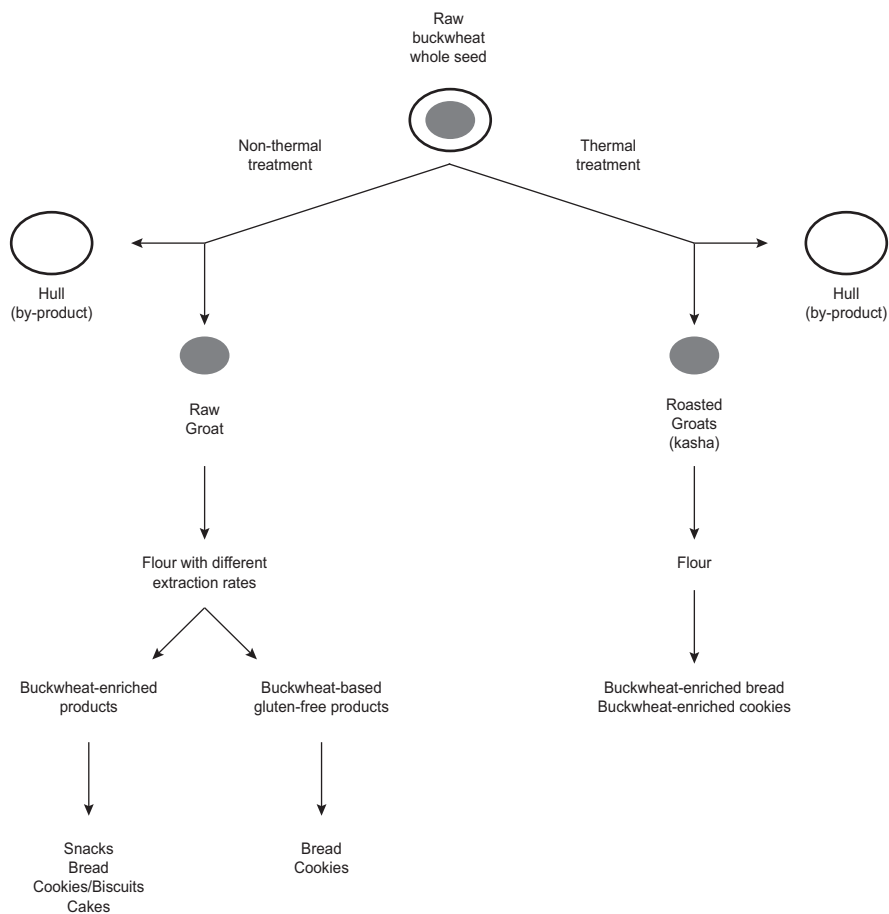 Raw
buckwheat
whole seed
Non-thermal
treatment
Thermal
treatment
Hull
(by-product)
Hull
(by-product)
Raw
Groat
Roasted
Groats
(kasha)
Flour with different
extraction rates
Flour
Buckwheat-enriched
products
Buckwheat-based
gluten-free products
Buckwheat-enriched bread
Buckwheat-enriched cookies
Snacks
Bread
Cookies/Biscuits
Cakes
Bread
Cookies